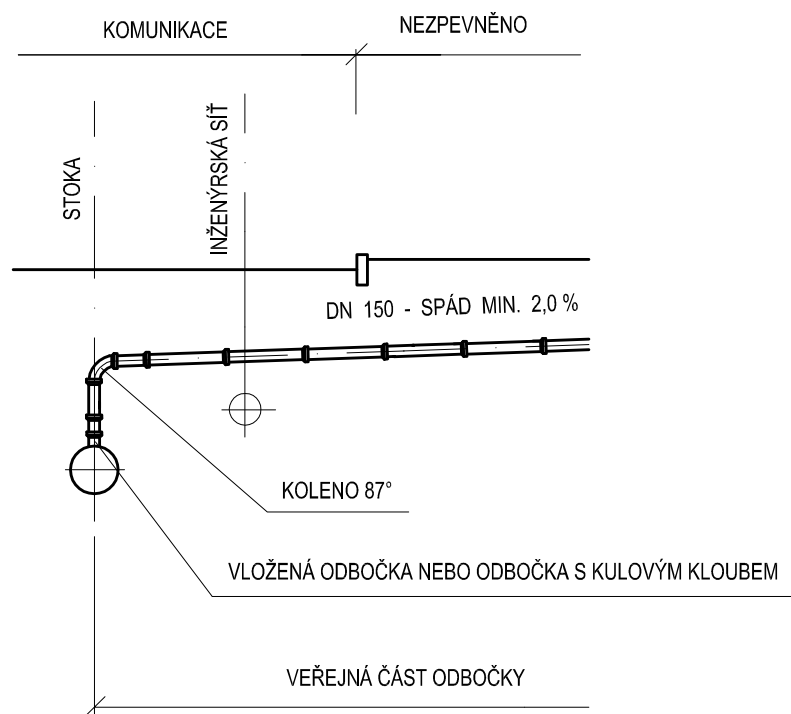 KOMUNIKACE
NEZPEVNĚNO
STOKA
INŽENÝRSKÁ SÍŤ
DN 150 - SPÁD MIN. 2,0 %
KOLENO 87°
VLOŽENÁ ODBOČKA NEBO ODBOČKA S KULOVÝM KLOUBEM
VEŘEJNÁ ČÁST ODBOČKY